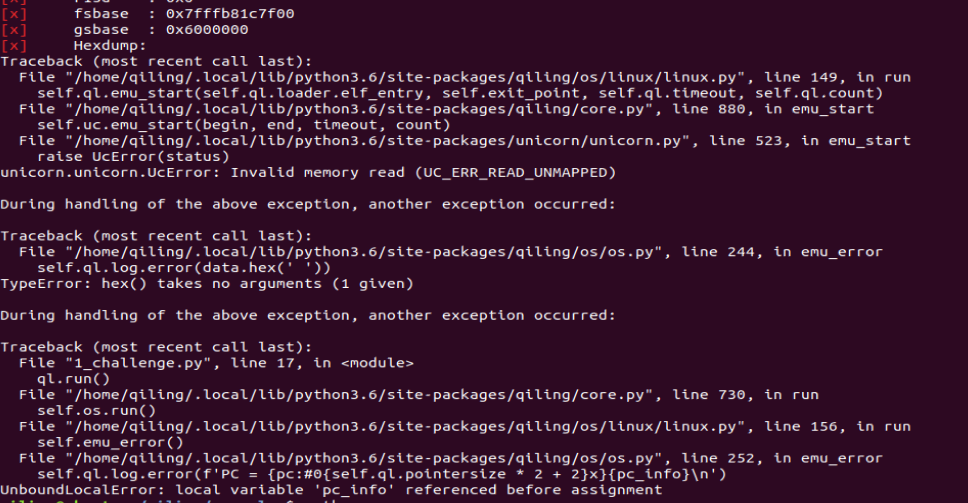 [x]     fsbase  : 0x7fffb81c7f00
[x]     gsbase  : 0x6000000
[x]     Hexdump:
Traceback (most recent call last):
  File "/home/qiling/.local/lib/python3.6/site-packages/qiling/os/linux/linux.py", line 149, in run
    self.ql.emu_start(self.ql.loader.elf_entry, self.exit_point, self.ql.timeout, self.ql.count)
  File "/home/qiling/.local/lib/python3.6/site-packages/qiling/core.py", line 880, in emu_start
    self.uc.emu_start(begin, end, timeout, count)
  File "/home/qiling/.local/lib/python3.6/site-packages/unicorn/unicorn.py", line 523, in emu_start
    raise UcError(status)
unicorn.unicorn.UcError: Invalid memory read (UC_ERR_READ_UNMAPPED)

During handling of the above exception, another exception occurred:

Traceback (most recent call last):
  File "/home/qiling/.local/lib/python3.6/site-packages/qiling/os/os.py", line 244, in emu_error
    self.ql.log.error(data.hex(' '))
TypeError: hex() takes no arguments (1 given)

During handling of the above exception, another exception occurred:

Traceback (most recent call last):
  File "1_challenge.py", line 17, in <module>
    ql.run()
  File "/home/qiling/.local/lib/python3.6/site-packages/qiling/core.py", line 730, in run
    self.os.run()
  File "/home/qiling/.local/lib/python3.6/site-packages/qiling/os/linux/linux.py", line 156, in run
    self.emu_error()
  File "/home/qiling/.local/lib/python3.6/site-packages/qiling/os/os.py", line 252, in emu_error
    self.ql.log.error(f'PC = {pc:#0{self.ql.pointersize * 2 + 2}x}{pc_info}\n')
UnboundLocalError: local variable 'pc_info' referenced before assignment